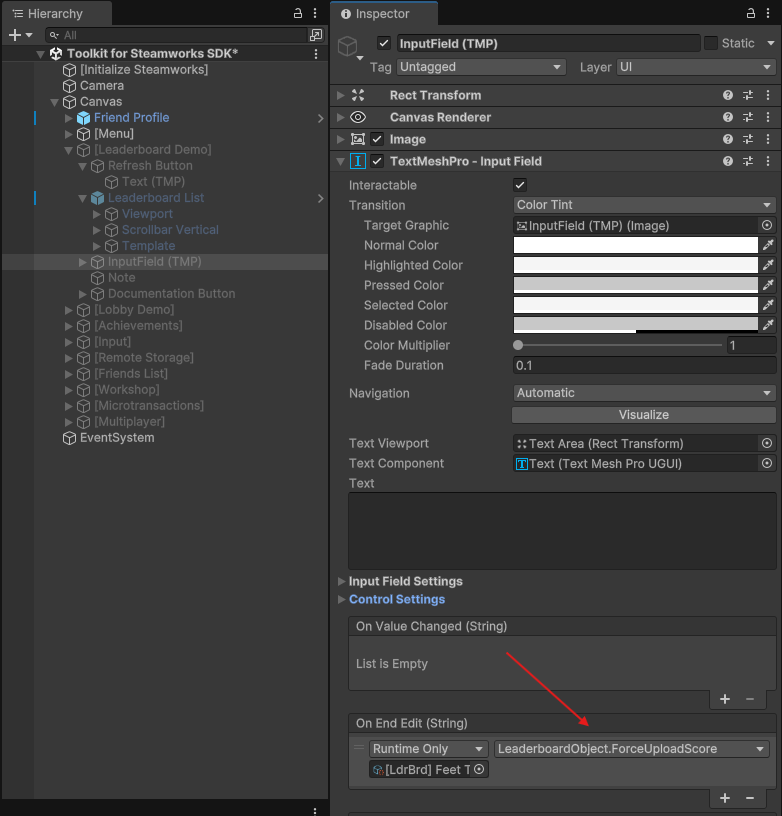 Hierarchy
All
Toolkit for Steamworks SDK*
[Initialize Steamworks]
Camera
Canvas
Friend Profile
[Menu]
[Leaderboard Demo]
Refresh Button
Text (TMP)
Leaderboard List
Viewport
Scrollbar Vertical
Template
InputField (TMP)
Note
Documentation Button
[Lobby Demo]
[Achievements]
[Input]
[Remote Storage]
[Friends List]
[Workshop]
[Microtransactions]
[Multiplayer]
EventSystem
Inspector
InputField (TMP) Static
Tag Untagged Layer UI
Rect Transform
Canvas Renderer
Image
TextMeshPro - Input Field
Interactable
Transition Color Tint
Target Graphic InputField (TMP) (Image)
Normal Color
Highlighted Color
Pressed Color
Selected Color
Disabled Color
Color Multiplier 1
Fade Duration 0.1
Navigation Automatic
Visualize
Text Viewport Text Area (Rect Transform)
Text Component Text (Text Mesh Pro UGUI)
Text
Input Field Settings
Control Settings
On Value Changed (String)
List is Empty
On End Edit (String)
Runtime Only LeaderboardObject.ForceUploadScore
[LdrBrd] Feet T